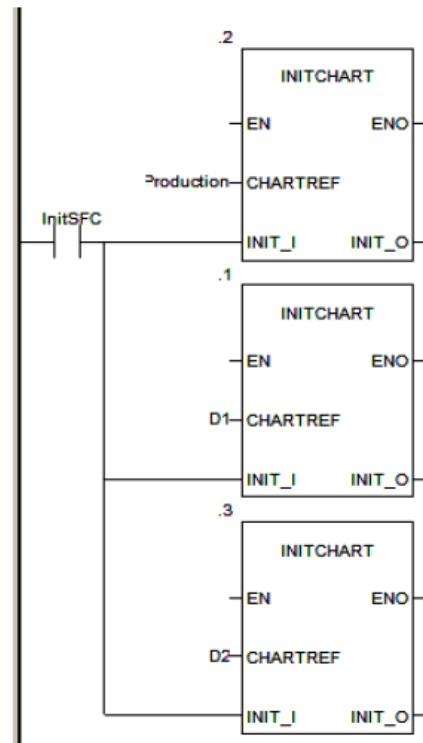 .2
INITCHART
EN ENO
Production CHARTREF
InitSFC
INIT_I INIT_O
.1
INITCHART
EN ENO
D1 CHARTREF
INIT_I INIT_O
.3
INITCHART
EN ENO
D2 CHARTREF
INIT_I INIT_O